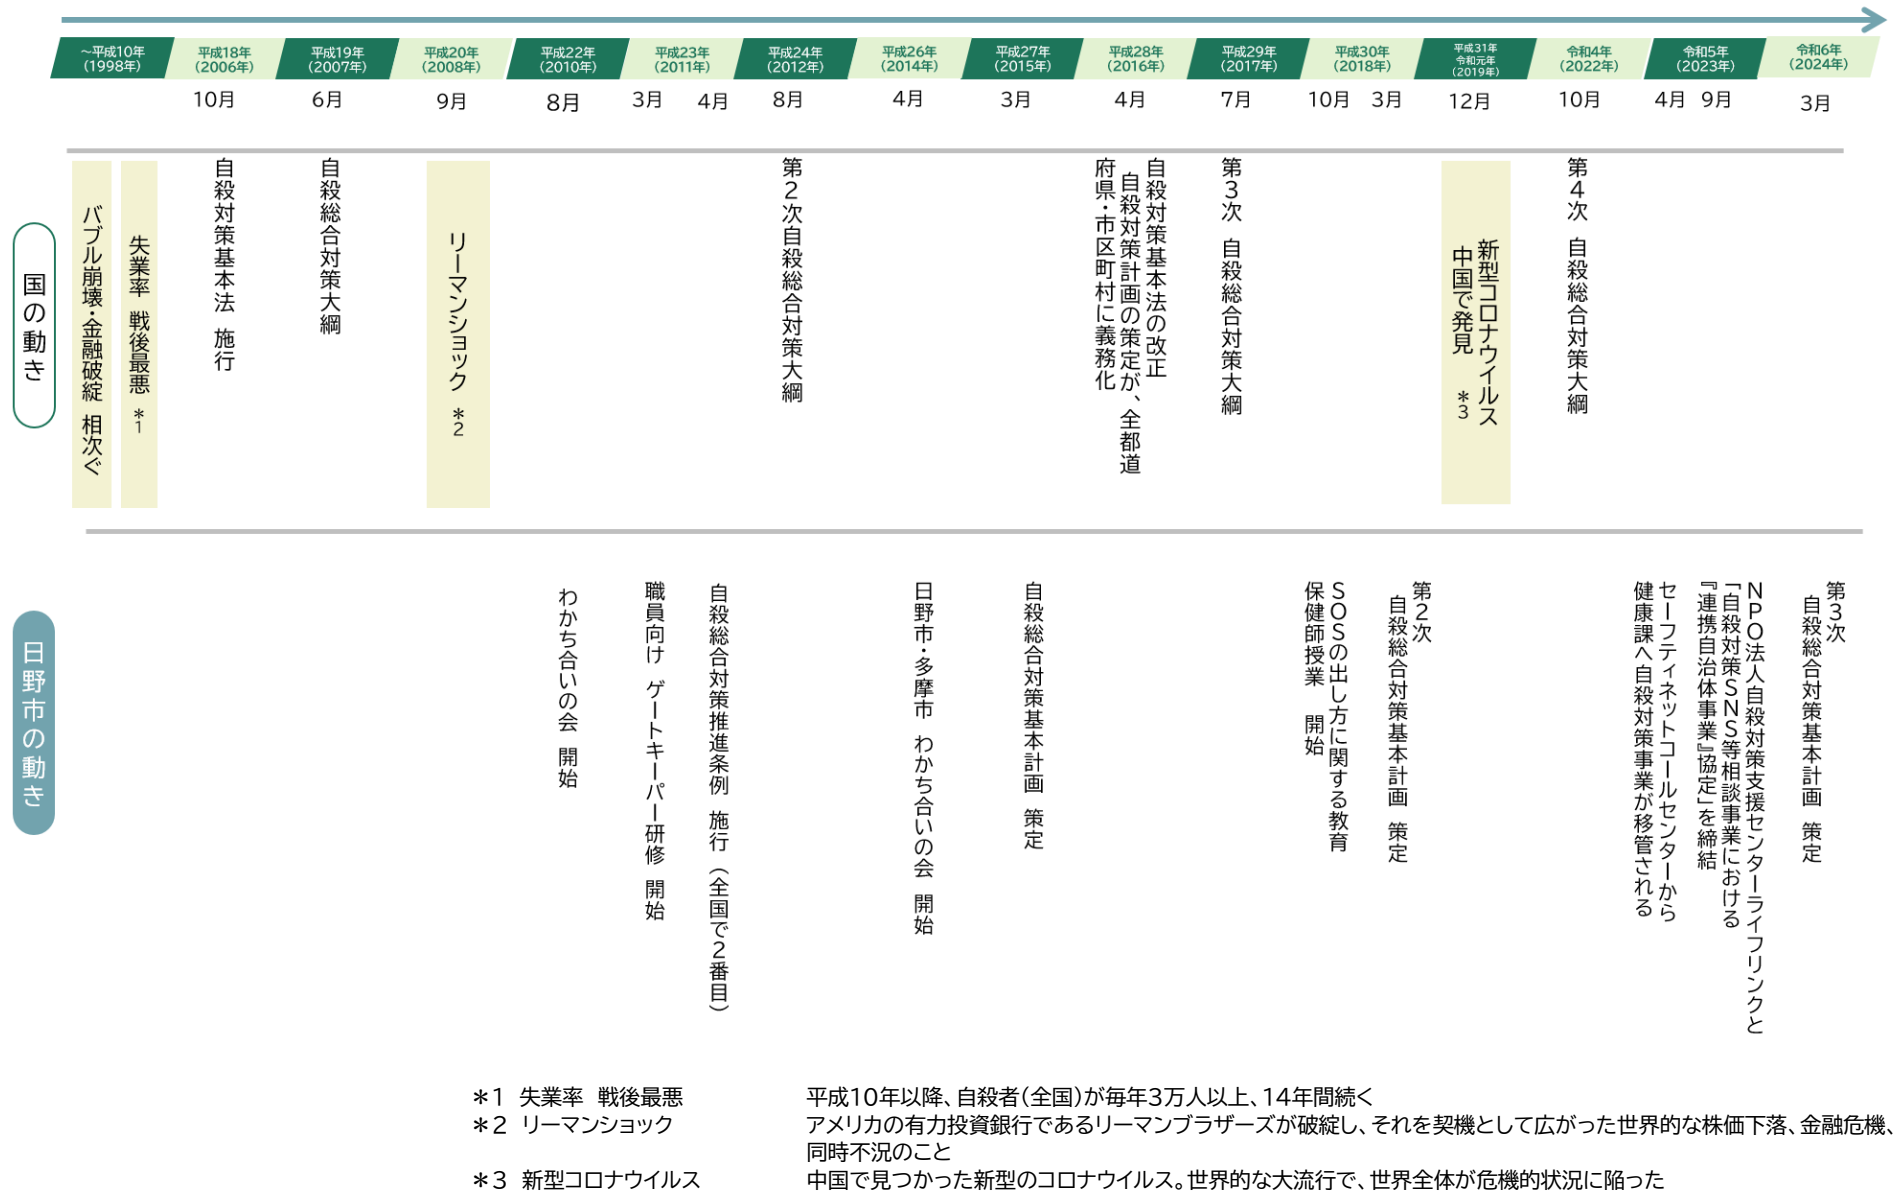 ～平成10年
（1998年）
平成18年
（2006年）
平成19年
（2007年）
平成20年
（2008年）
平成22年
（2010年）
平成23年
（2011年）
平成24年
（2012年）
平成26年
（2014年）
平成27年
（2015年）
平成28年
（2016年）
平成29年
（2017年）
平成30年
（2018年）
平成31年
令和元年
（2019年）
令和4年
（2022年）
令和5年
（2023年）
令和6年
（2024年）
10月
6月
9月
8月
3月
4月
8月
4月
3月
4月
7月
10月
3月
12月
10月
4月
9月
3月
国の動き
バブル崩壊・金融破綻 相次ぐ
失業率 戦後最悪 ＊1
自殺対策基本法 施行
自殺総合対策大綱
リーマンショック ＊2
第２次自殺総合対策大綱
自殺対策基本法の改正
自殺対策計画の策定が、全都道
府県・市区町村に義務化
第３次 自殺総合対策大綱
新型コロナウイルス
中国で発見 ＊3
第４次 自殺総合対策大綱
日野市の動き
わかち合いの会 開始
職員向け ゲートキーパー研修 開始
自殺総合対策推進条例 施行（全国で２番目）
日野市・多摩市 わかち合いの会 開始
自殺総合対策基本計画 策定
ＳＯＳの出し方に関する教育
保健師授業 開始
第２次
自殺総合対策基本計画 策定
セーフティネットコールセンターから
健康課へ自殺対策事業が移管される
ＮＰＯ法人自殺対策支援センターライフリンクと
「自殺対策ＳＮＳ等相談事業における
『連携自治体事業』協定」を締結
第３次
自殺総合対策基本計画 策定
＊１ 失業率 戦後最悪 平成10年以降、自殺者（全国）が毎年3万人以上、14年間続く
＊２ リーマンショック アメリカの有力投資銀行であるリーマンブラザーズが破綻し、それを契機として広がった世界的な株価下落、金融危機、
同時不況のこと
＊３ 新型コロナウイルス 中国で見つかった新型のコロナウイルス。世界的な大流行で、世界全体が危機的状況に陥った